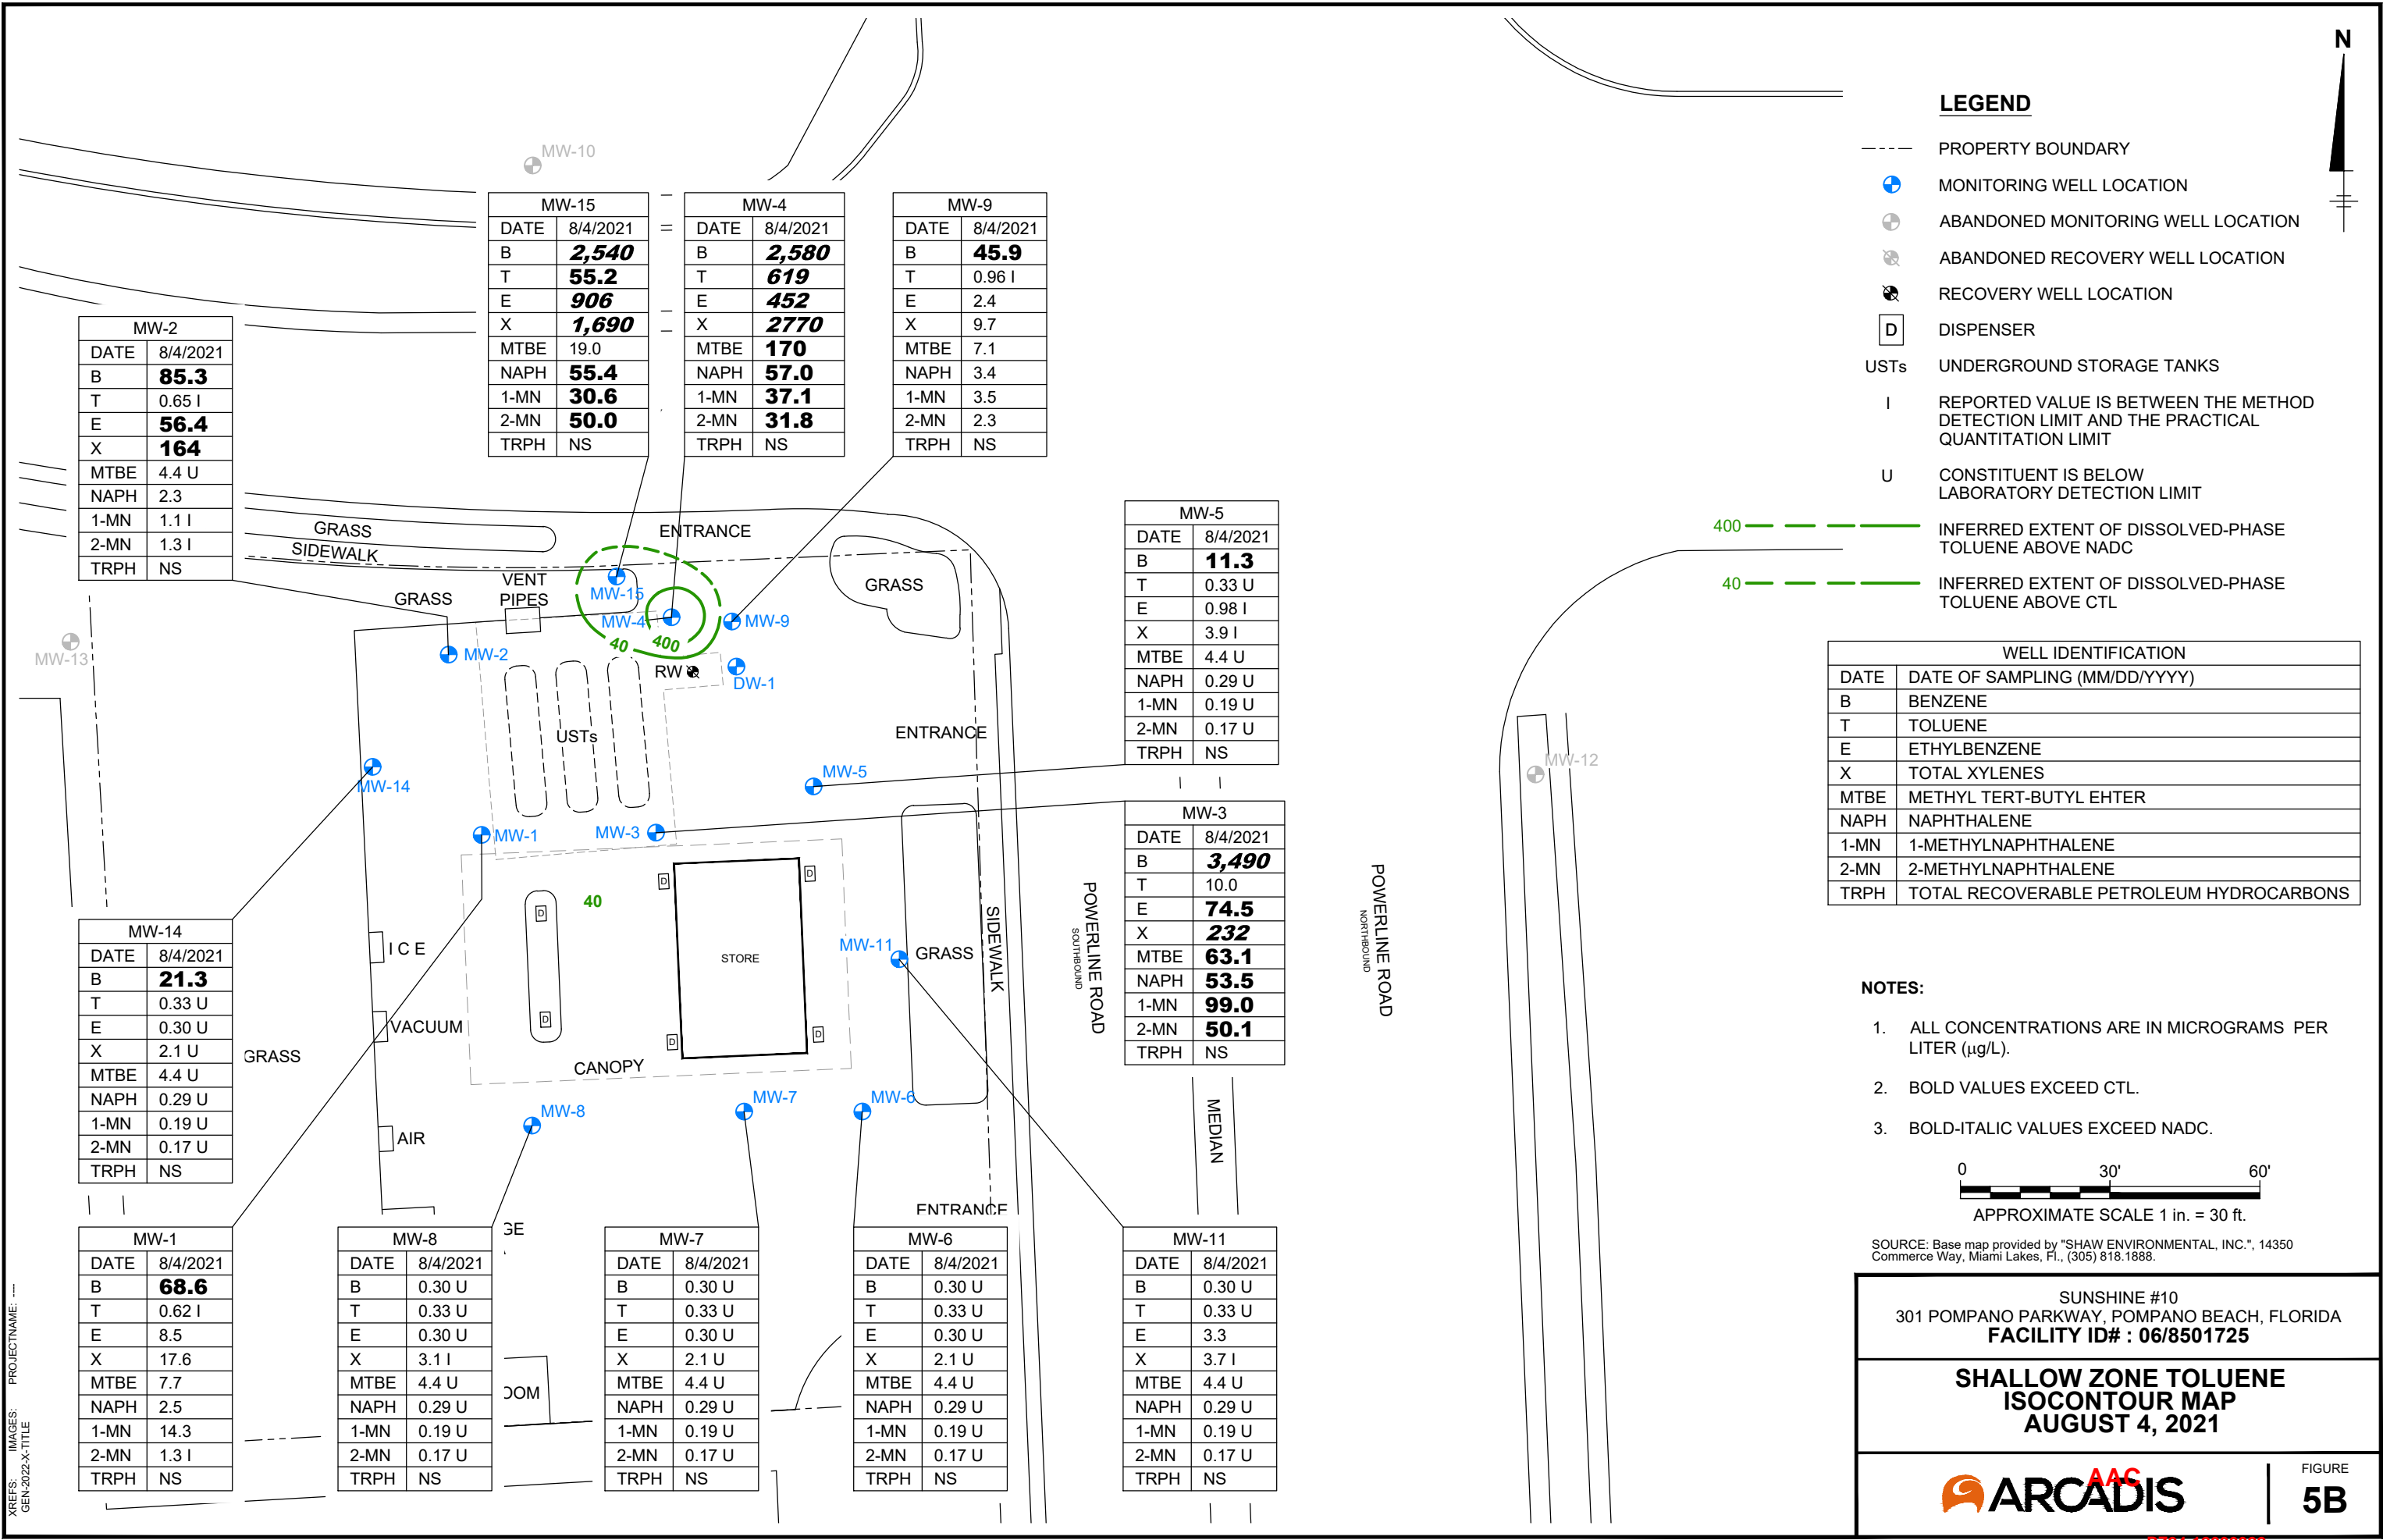 N
LEGEND
PROPERTY BOUNDARY
MONITORING WELL LOCATION
ABANDONED MONITORING WELL LOCATION
ABANDONED RECOVERY WELL LOCATION
RECOVERY WELL LOCATION
D DISPENSER
USTs UNDERGROUND STORAGE TANKS
I REPORTED VALUE IS BETWEEN THE METHOD
DETECTION LIMIT AND THE PRACTICAL
QUANTITATION LIMIT
U CONSTITUENT IS BELOW
LABORATORY DETECTION LIMIT
400 INFERRED EXTENT OF DISSOLVED-PHASE
TOLUENE ABOVE NADC
40 INFERRED EXTENT OF DISSOLVED-PHASE
TOLUENE ABOVE CTL
WELL IDENTIFICATION
DATE DATE OF SAMPLING (MM/DD/YYYY)
B BENZENE
T TOLUENE
E ETHYLBENZENE
X TOTAL XYLENES
MTBE METHYL TERT-BUTYL EHTER
NAPH NAPHTHALENE
1-MN 1-METHYLNAPHTHALENE
2-MN 2-METHYLNAPHTHALENE
TRPH TOTAL RECOVERABLE PETROLEUM HYDROCARBONS
NOTES:
1. ALL CONCENTRATIONS ARE IN MICROGRAMS PER
LITER (µg/L).
2. BOLD VALUES EXCEED CTL.
3. BOLD-ITALIC VALUES EXCEED NADC.
0 30' 60'
APPROXIMATE SCALE 1 in. = 30 ft.
SOURCE: Base map provided by "SHAW ENVIRONMENTAL, INC.", 14350
Commerce Way, Miami Lakes, Fl., (305) 818.1888.
SUNSHINE #10
301 POMPANO PARKWAY, POMPANO BEACH, FLORIDA
FACILITY ID# : 06/8501725
SHALLOW ZONE TOLUENE
ISOCONTOUR MAP
AUGUST 4, 2021
AAC
ARCADIS
FIGURE
5B
MW-10
MW-15
DATE 8/4/2021
B 2,540
T 55.2
E 906
X 1,690
MTBE 19.0
NAPH 55.4
1-MN 30.6
2-MN 50.0
TRPH NS
MW-4
DATE 8/4/2021
B 2,580
T 619
E 452
X 2770
MTBE 170
NAPH 57.0
1-MN 37.1
2-MN 31.8
TRPH NS
MW-9
DATE 8/4/2021
B 45.9
T 0.96 I
E 2.4
X 9.7
MTBE 7.1
NAPH 3.4
1-MN 3.5
2-MN 2.3
TRPH NS
MW-2
DATE 8/4/2021
B 85.3
T 0.65 I
E 56.4
X 164
MTBE 4.4 U
NAPH 2.3
1-MN 1.1 I
2-MN 1.3 I
TRPH NS
MW-5
DATE 8/4/2021
B 11.3
T 0.33 U
E 0.98 I
X 3.9 I
MTBE 4.4 U
NAPH 0.29 U
1-MN 0.19 U
2-MN 0.17 U
TRPH NS
MW-3
DATE 8/4/2021
B 3,490
T 10.0
E 74.5
X 232
MTBE 63.1
NAPH 53.5
1-MN 99.0
2-MN 50.1
TRPH NS
MW-14
DATE 8/4/2021
B 21.3
T 0.33 U
E 0.30 U
X 2.1 U
MTBE 4.4 U
NAPH 0.29 U
1-MN 0.19 U
2-MN 0.17 U
TRPH NS
MW-1
DATE 8/4/2021
B 68.6
T 0.62 I
E 8.5
X 17.6
MTBE 7.7
NAPH 2.5
1-MN 14.3
2-MN 1.3 I
TRPH NS
MW-8
DATE 8/4/2021
B 0.30 U
T 0.33 U
E 0.30 U
X 3.1 I
MTBE 4.4 U
NAPH 0.29 U
1-MN 0.19 U
2-MN 0.17 U
TRPH NS
MW-7
DATE 8/4/2021
B 0.30 U
T 0.33 U
E 0.30 U
X 2.1 U
MTBE 4.4 U
NAPH 0.29 U
1-MN 0.19 U
2-MN 0.17 U
TRPH NS
MW-6
DATE 8/4/2021
B 0.30 U
T 0.33 U
E 0.30 U
X 2.1 U
MTBE 4.4 U
NAPH 0.29 U
1-MN 0.19 U
2-MN 0.17 U
TRPH NS
MW-11
DATE 8/4/2021
B 0.30 U
T 0.33 U
E 3.3
X 3.7 I
MTBE 4.4 U
NAPH 0.29 U
1-MN 0.19 U
2-MN 0.17 U
TRPH NS
GRASS
SIDEWALK
ENTRANCE
VENT
PIPES
GRASS
GRASS
MW-15
MW-4
MW-9
40
400
MW-2
MW-13
RW
DW-1
USTs
ENTRANCE
MW-5
MW-12
MW-14
MW-1
MW-3
D
D
D
D
D
D
40
STORE
MW-11
GRASS
SIDEWALK
POWERLINE ROAD
SOUTHBOUND
POWERLINE ROAD
NORTHBOUND
ICE
VACUUM
GRASS
CANOPY
MW-8
MW-7
MW-6
AIR
MEDIAN
ENTRANCE
GE
OOM
XREFS: IMAGES: PROJECTNAME: ---
GEN-2022-X-TITLE